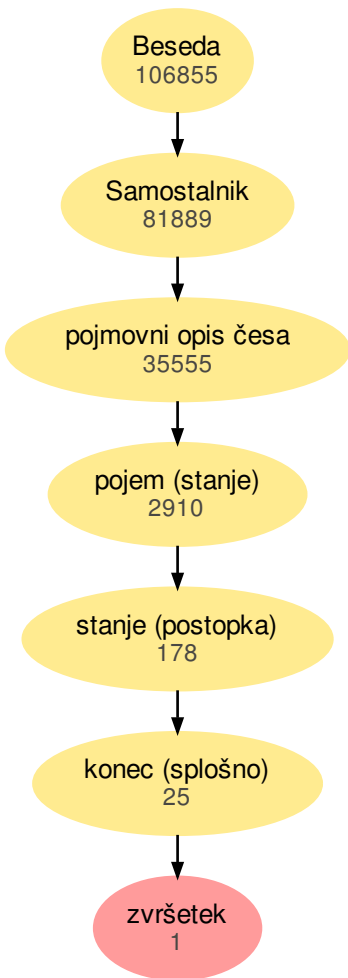 Beseda
106855
Samostalnik
81889
pojmovni opis česa
35555
pojem (stanje)
2910
stanje (postopka)
178
konec (splošno)
25
zvršetek
1